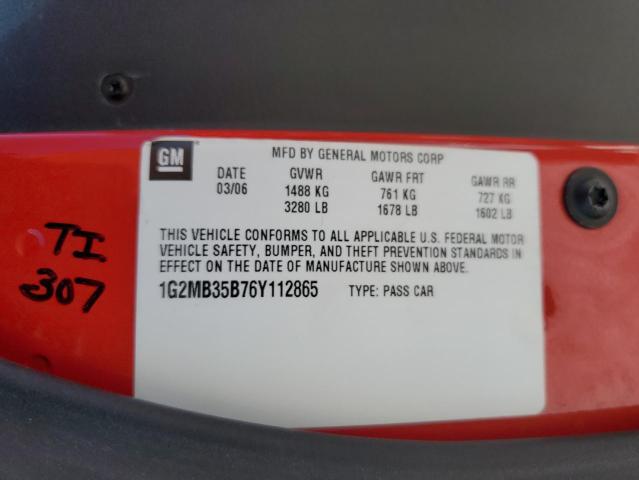 GM
MFD BY GENERAL MOTORS CORP
DATE GVWR GAWR FRT GAWR RR
03/06 1488 KG 761 KG 727 KG
3280 LB 1678 LB 1602 LB
THIS VEHICLE CONFORMS TO ALL APPLICABLE U.S. FEDERAL MOTOR
VEHICLE SAFETY, BUMPER, AND THEFT PREVENTION STANDARDS IN
EFFECT ON THE DATE OF MANUFACTURE SHOWN ABOVE.
1G2MB35B76Y112865 TYPE: PASS CAR
TI
307